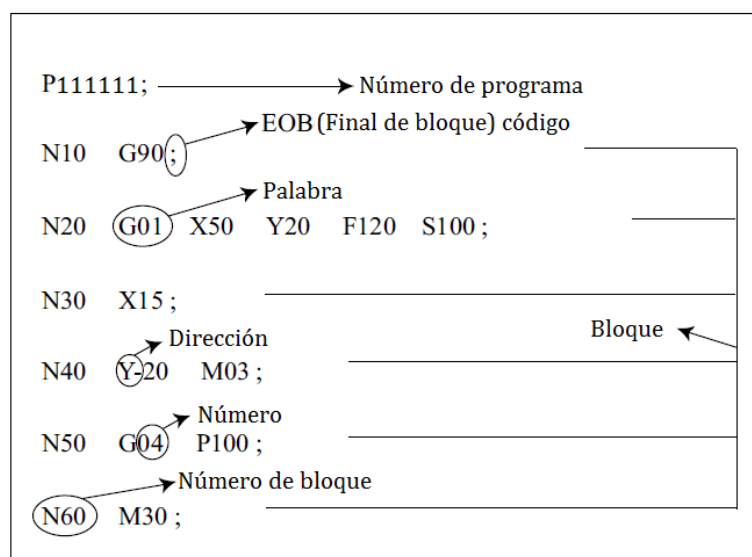 P111111; Número de programa
EOB (Final de bloque) código
N10 G90;
Palabra
N20 G01 X50 Y20 F120 S100 ;
N30 X15 ;
Bloque
Dirección
N40 Y-20 M03 ;
Número
N50 G04 P100 ;
Número de bloque
N60 M30 ;